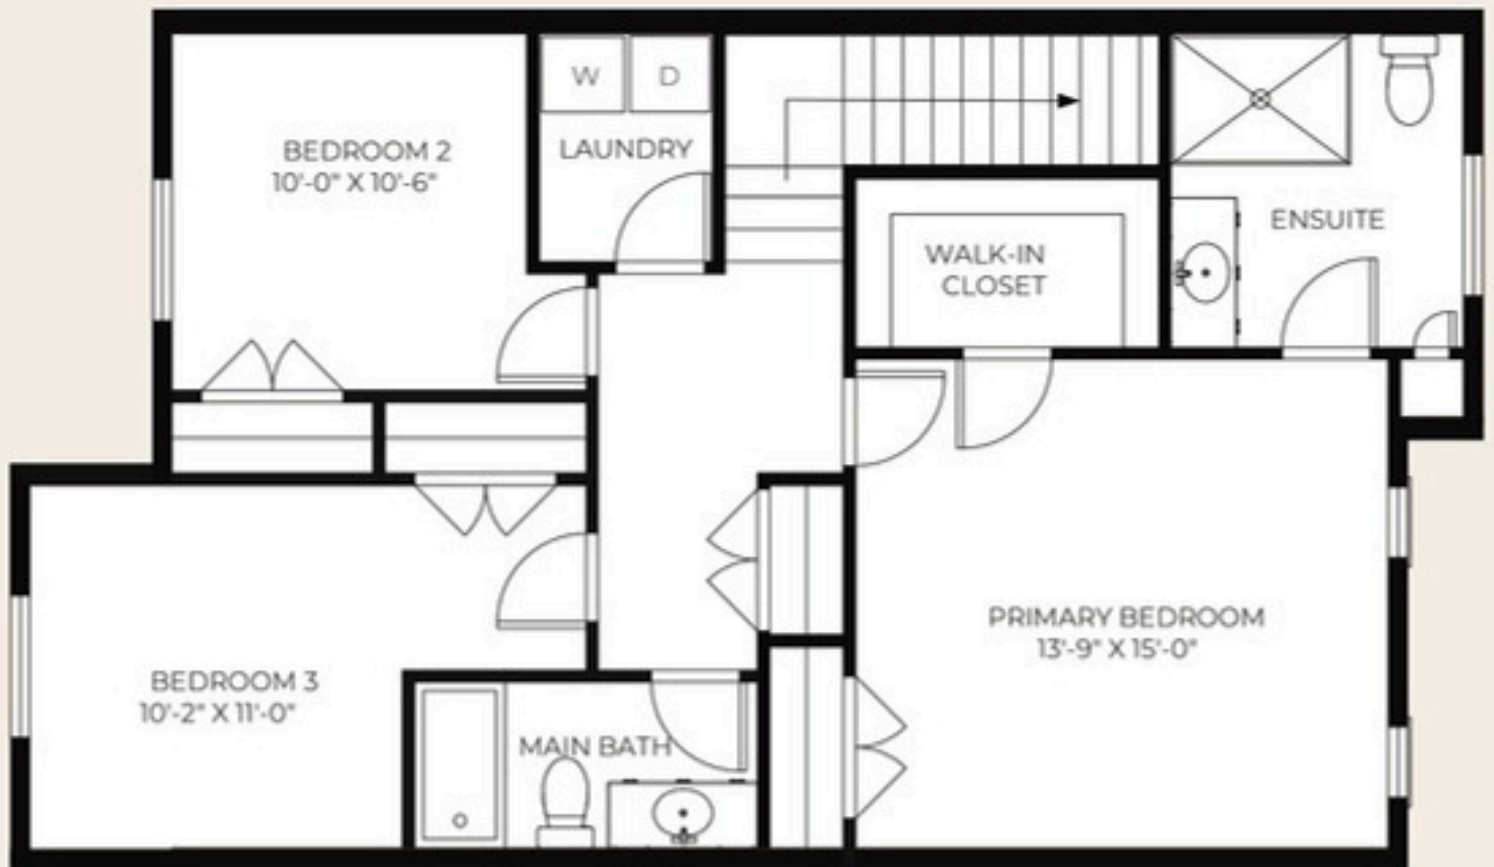 BEDROOM 2
10'-0" X 10'-6"
W
D
LAUNDRY
WALK-IN
CLOSET
ENSUITE
BEDROOM 3
10'-2" X 11'-0"
MAIN BATH
PRIMARY BEDROOM
13'-9" X 15'-0"